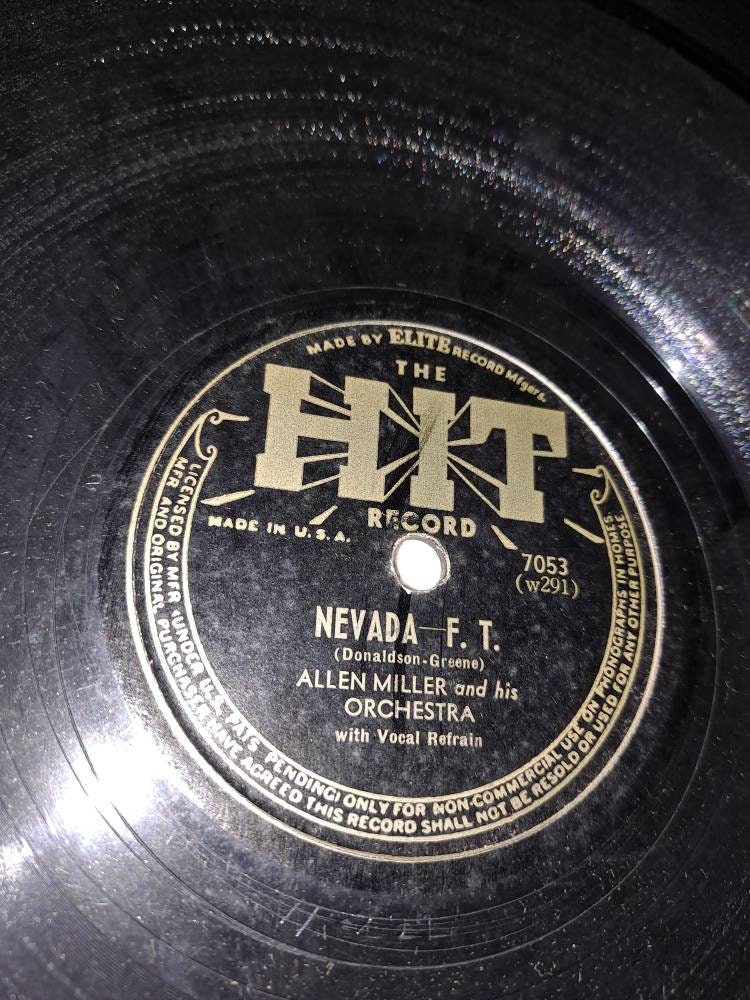 MADE BY ELITE RECORD Mfgers.
THE
HIT
RECORD
MADE IN U.S.A.
7053
(w291)
NEVADA—F. T.
(Donaldson-Greene)
ALLEN MILLER and his
ORCHESTRA
with Vocal Refrain
LICENSED BY MFR (UNDER U.S. PATS PENDING) ONLY FOR NON-COMMERCIAL USE ON PHONOGRAPHS IN HOMES.
MFR AND ORIGINAL PURCHASER HAVE AGREED THIS RECORD SHALL NOT BE RESOLD OR USED FOR ANY OTHER PURPOSE.